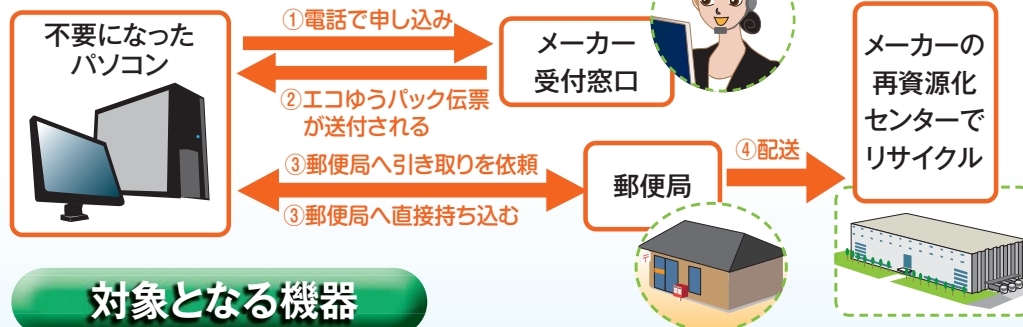 不要になった
パソコン
①電話で申し込み
②エコゆうパック伝票
が送付される
メーカー
受付窓口
③郵便局へ引き取りを依頼
③郵便局へ直接持ち込む
郵便局
④配送
メーカーの
再資源化
センターで
リサイクル
〒
対象となる機器